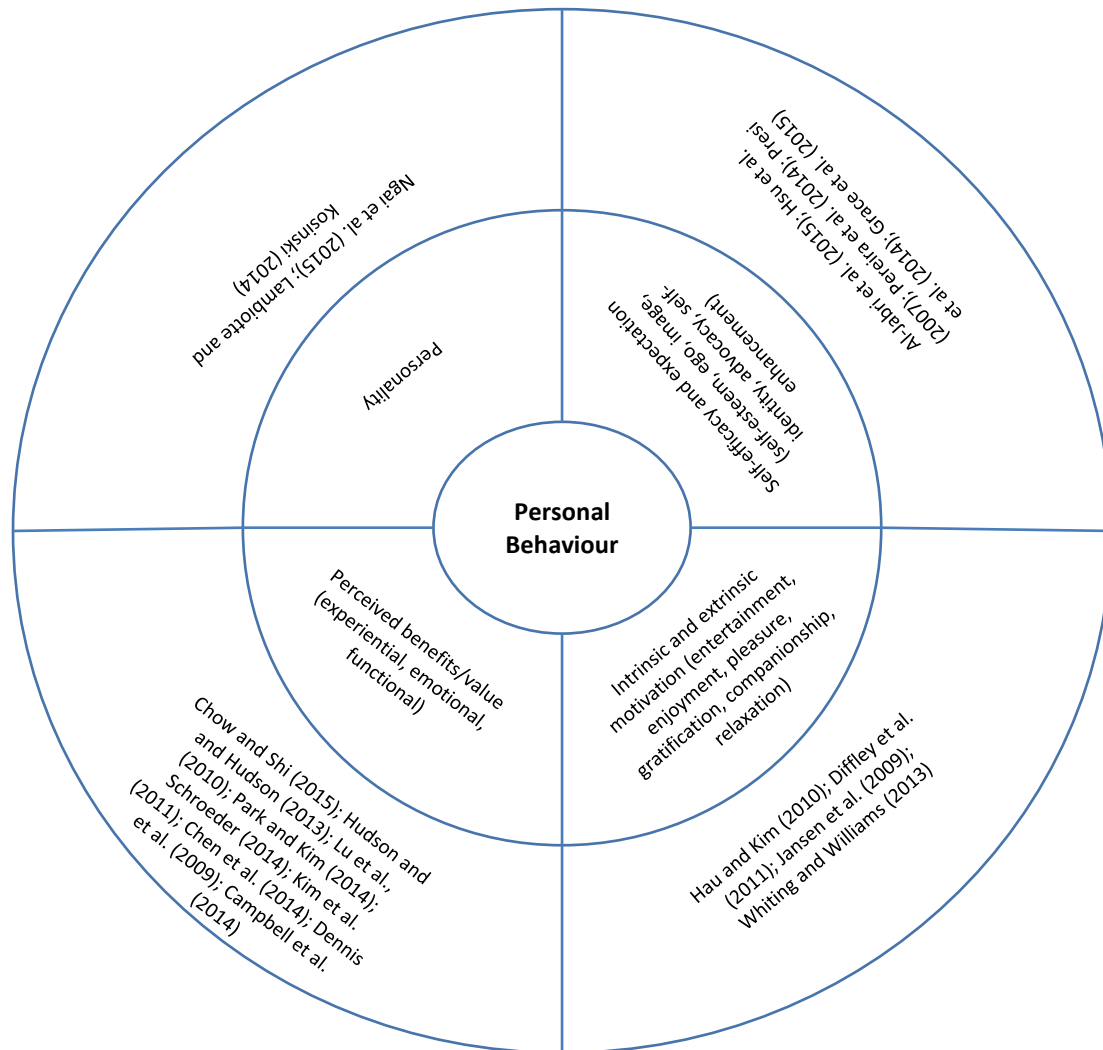 Ngai et al. (2015); Lambiotte and
Kosinski (2014)
Al-Jabri et al. (2015); Hsu et al.
(2007); Pereira et al. (2014); Presi
et al. (2014); Grace et al. (2015)
Personality
Self-efficacy and expectation
(self-esteem, ego, image,
identity, advocacy, self-
enhancement)
Personal
Behaviour
Perceived benefits/value
(experiential, emotional,
functional)
Intrinsic and extrinsic
motivation (entertainment,
enjoyment, pleasure,
gratification, companionship,
relaxation)
Chow and Shi (2015); Hudson and
and Hudson (2013); Lu et al.,
(2010); Park and Kim (2014);
Schroeder (2014); Kim et al.
(2011); Chen et al. (2014); Dennis
et al. (2009); Campbell et al.
(2014)
Hau and Kim (2010); Diffley et al.
(2011); Jansen et al. (2009);
Whiting and Williams (2013